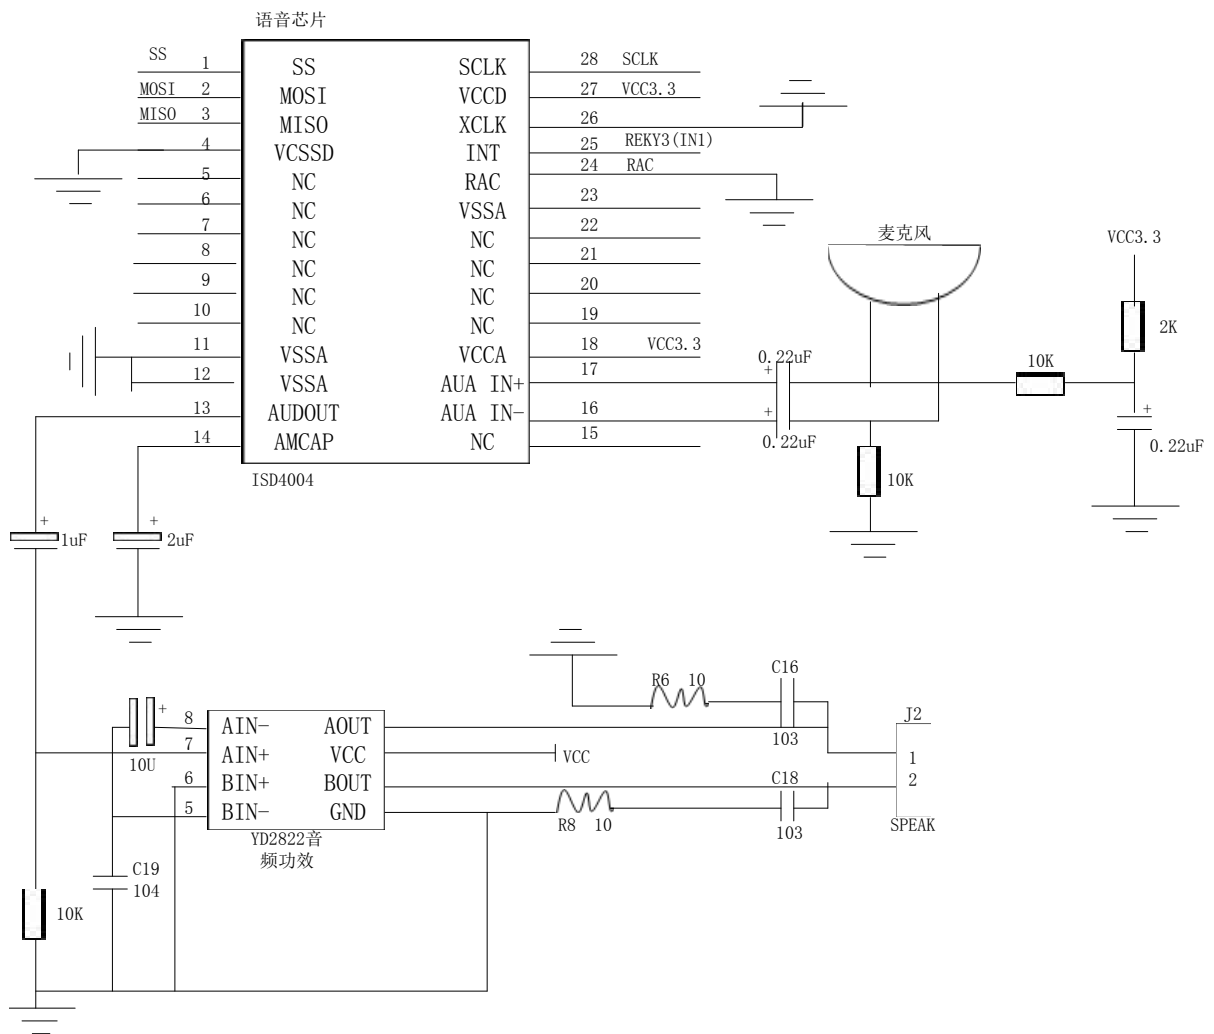 语音芯片
SS 1 SS SCLK 28 SCLK
MOSI 2 MOSI VCCD 27 VCC3.3
MISO 3 MISO XCLK 26
4 VCSSD INT 25 REKY3(IN1)
5 NC RAC 24 RAC
6 NC VSSA 23
7 NC NC 22
8 NC NC 21
9 NC NC 20
10 NC NC 19
11 VSSA VCCA 18 VCC3.3
12 VSSA AUA IN+ 17
13 AUDOUT AUA IN- 16
14 AMCAP NC 15
ISD4004
麦克风
VCC3.3
2K
10K
0.22uF
+
+
0.22uF
10K
+
0.22uF
+
1uF
+
2uF
R6 10
C16
103
+
10U
8 AIN- AOUT
7 AIN+ VCC VCC
6 BIN+ BOUT
5 BIN- GND
YD2822音
频功效
C18
103
R8 10
J2
1
2
SPEAK
C19
104
10K